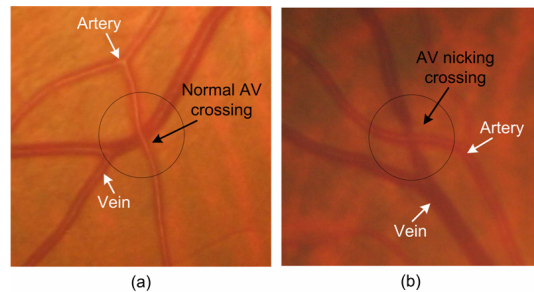 Artery
Normal AV
crossing
Vein
(a)
AV nicking
crossing
Artery
Vein
(b)